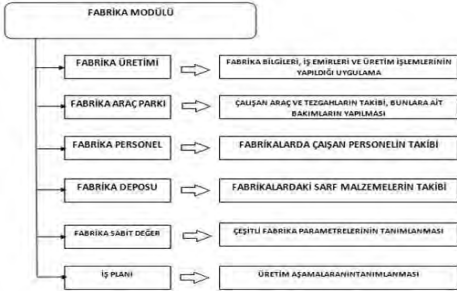 FABRİKA MODÜLÜ
FABRİKA ÜRETİMİ
FABRİKA BİLGİLERİ, İŞ EMİRLERİ VE ÜRETİM İŞLEMLERİNİN
YAPILDIĞI UYGULAMA
FABRİKA ARAÇ PARKI
ÇALIŞAN ARAÇ VE TEZGAHLARIN TAKİBİ, BUNLARA AİT
BAKIMLARIN YAPILMASI
FABRİKA PERSONEL
FABRİKALARDA ÇAIŞAN PERSONELİN TAKİBİ
FABRİKA DEPOSU
FABRİKALARDAKİ SARF MALZEMELERİN TAKİBİ
FABRİKA SABİT DEĞER
ÇEŞİTLİ FABRİKA PARAMETRELERİNİN TANIMLANMASI
İŞ PLANI
ÜRETİM AŞAMALARANINTANIMLANMASI